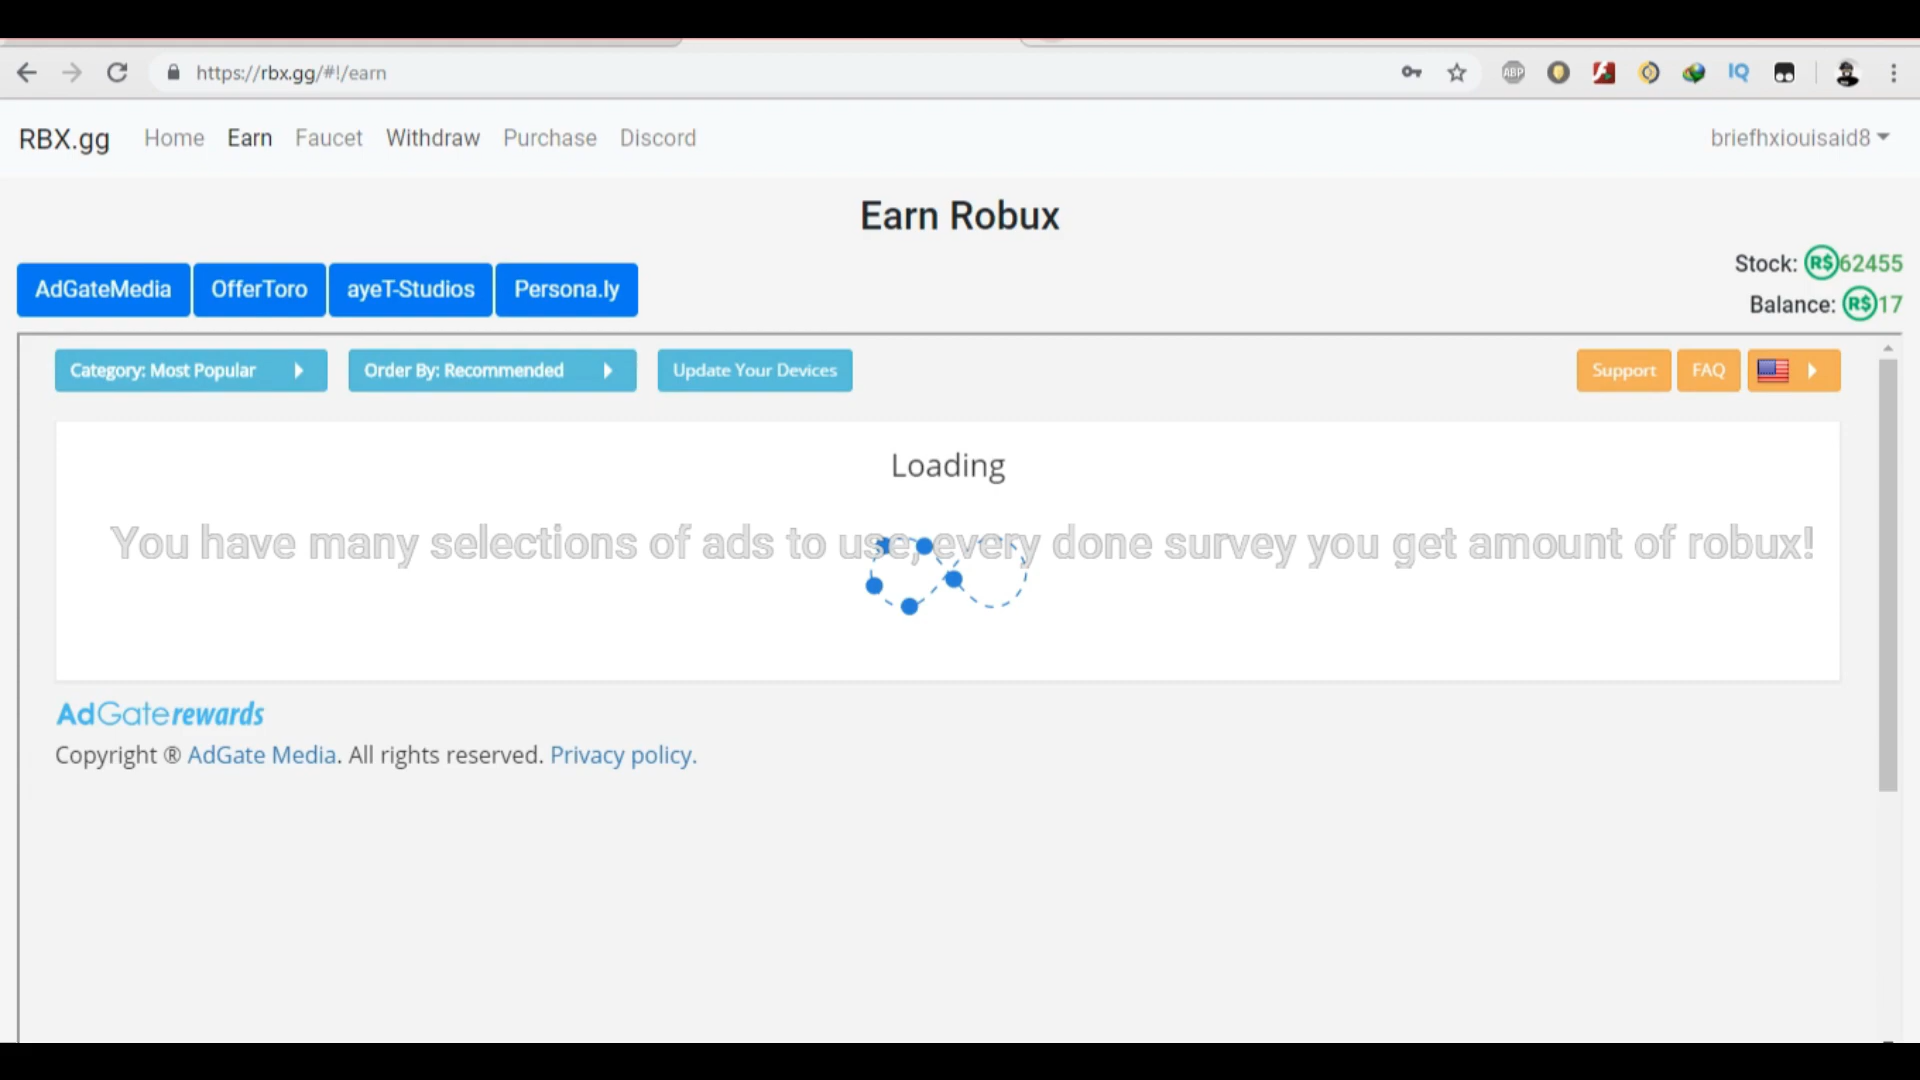 https://rbx.gg/#!/earn
ABP
IQ
RBX.gg Home Earn Faucet Withdraw Purchase Discord briefhxiouisaid8
Earn Robux
AdGateMedia OfferToro ayeT-Studios Persona.ly
Stock: R$ 62455
Balance: R$ 17
Category: Most Popular Order By: Recommended Update Your Devices Support FAQ
Loading
You have many selections of ads to use, every done survey you get amount of robux!
AdGaterewards
Copyright ® AdGate Media. All rights reserved. Privacy policy.